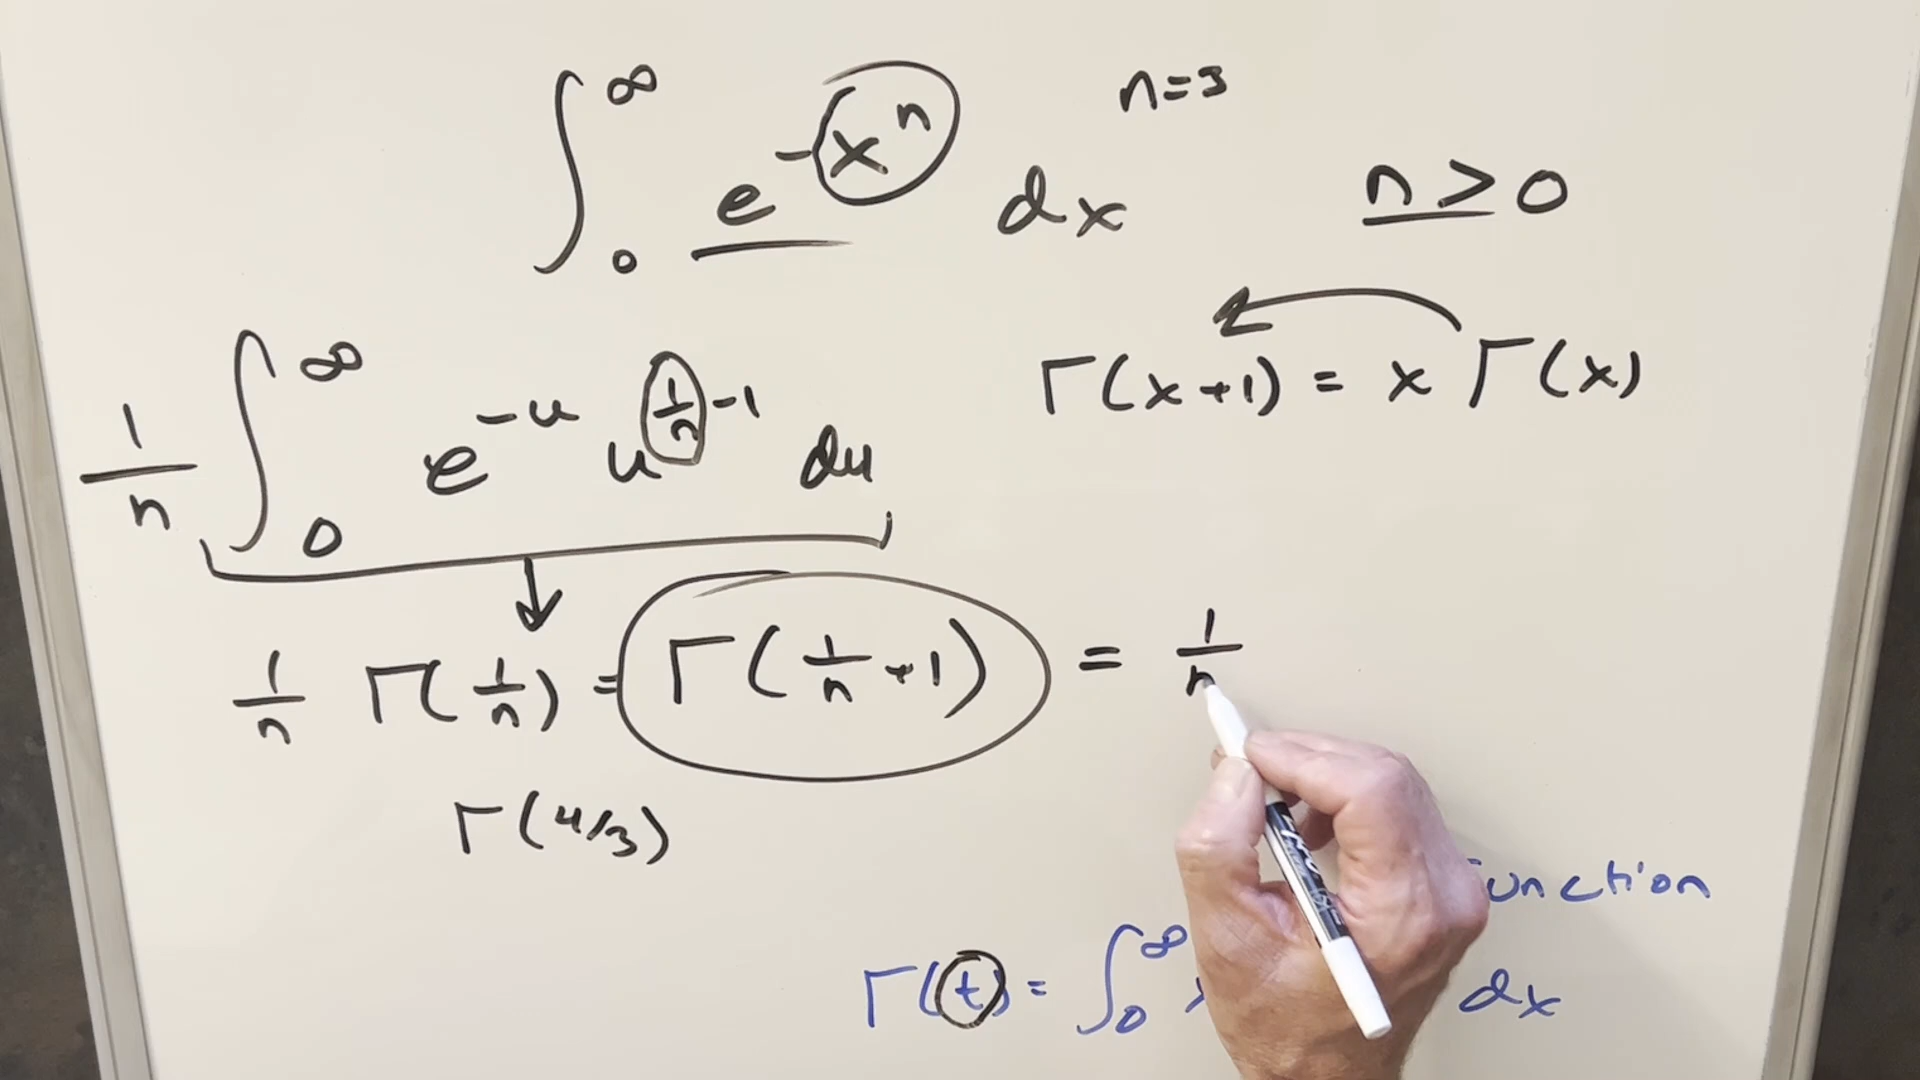 ∫₀^∞ e^{-x^n} dx
n=3
n > 0
Γ(x+1) = x Γ(x)
1/n ∫₀^∞ e^{-u} u^{1/n -1} du
1/n Γ(1/n) = Γ(1/n +1) = 1/n
Γ(4/3)
unction
Γ(t) = ∫₀^∞ x dx